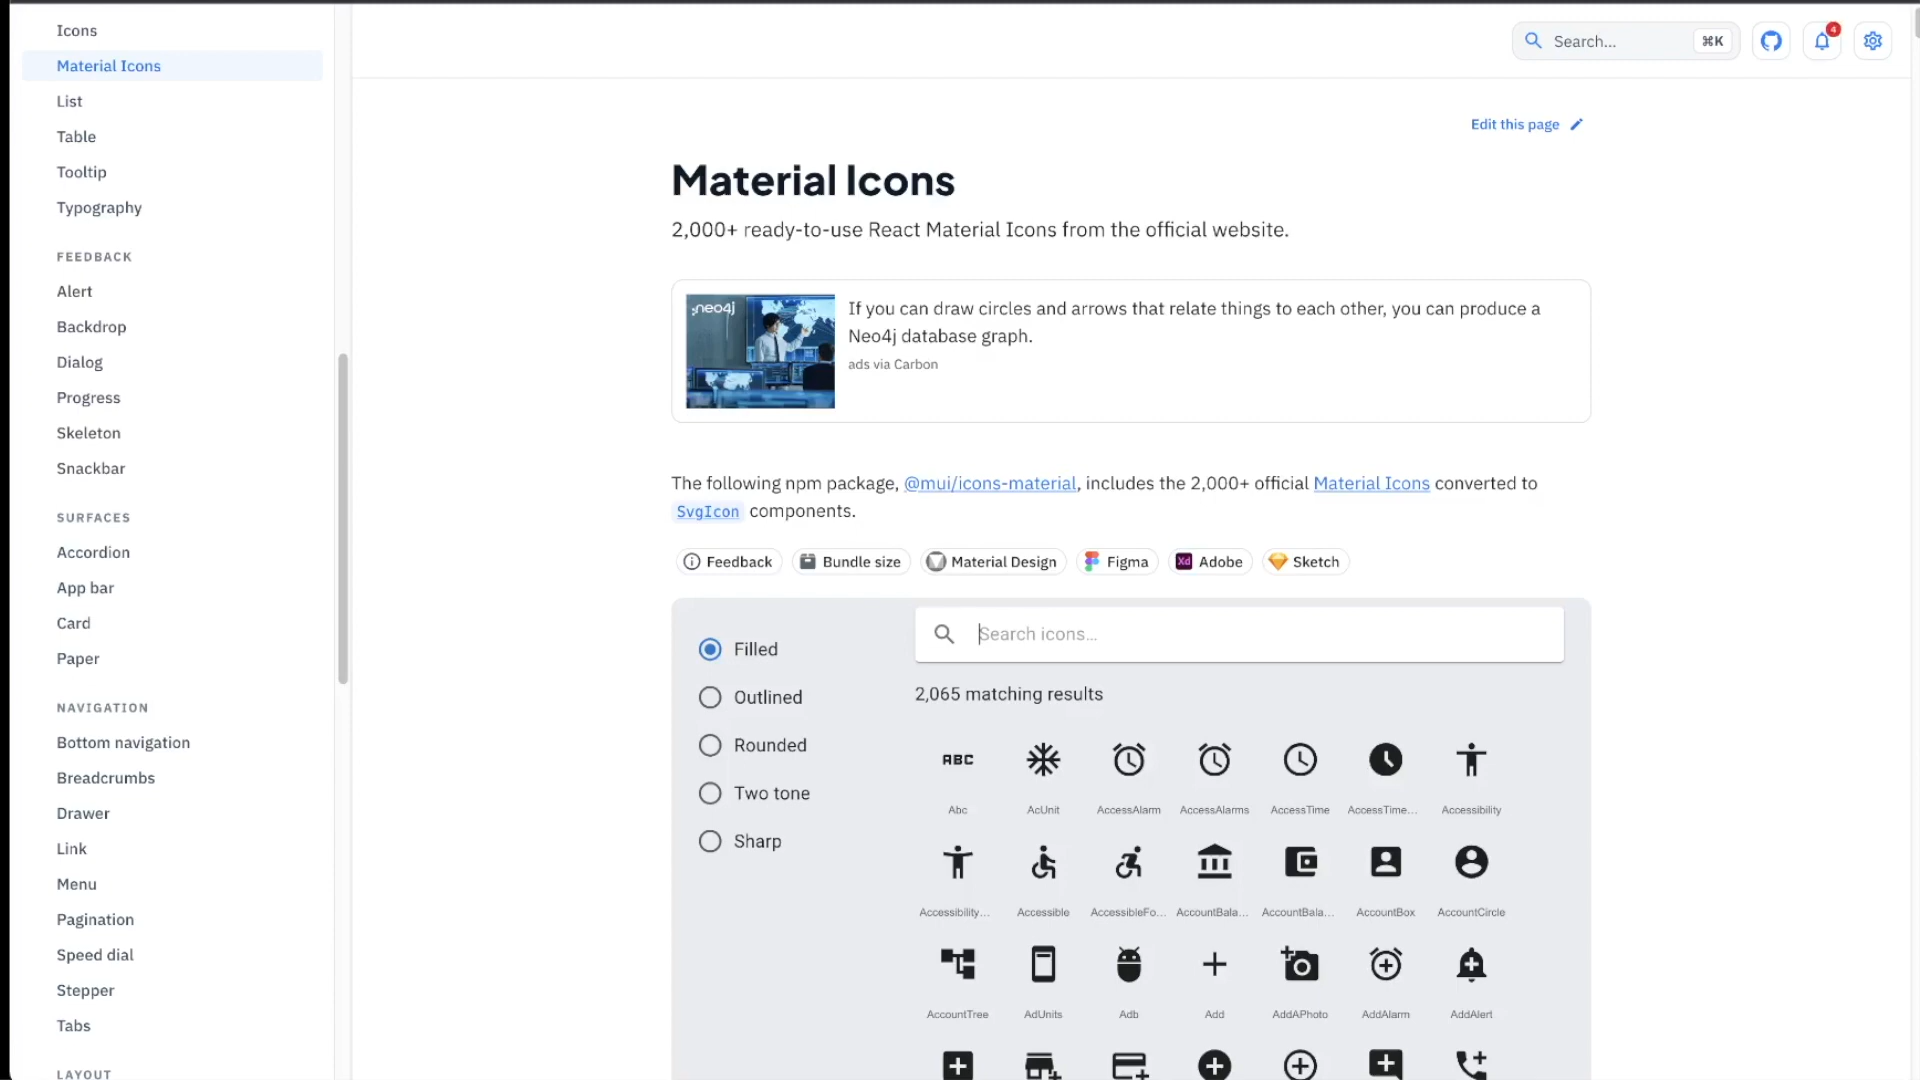 Icons
Material Icons
List
Table
Tooltip
Typography
FEEDBACK
Alert
Backdrop
Dialog
Progress
Skeleton
Snackbar
SURFACES
Accordion
App bar
Card
Paper
NAVIGATION
Bottom navigation
Breadcrumbs
Drawer
Link
Menu
Pagination
Speed dial
Stepper
Tabs
LAYOUT
Search... ⌘K
4
Edit this page
Material Icons
2,000+ ready-to-use React Material Icons from the official website.
:neo4j
If you can draw circles and arrows that relate things to each other, you can produce a
Neo4j database graph.
ads via Carbon
The following npm package, @mui/icons-material, includes the 2,000+ official Material Icons converted to
SvgIcon components.
Feedback Bundle size Material Design Figma Xd Adobe Sketch
Filled
Outlined
Rounded
Two tone
Sharp
Search icons...
2,065 matching results
ABC
Abc AcUnit AccessAlarm AccessAlarms AccessTime AccessTime... Accessibility
Accessibility... Accessible AccessibleFo... AccountBala... AccountBala... AccountBox AccountCircle
AccountTree AdUnits Adb Add AddAPhoto AddAlarm AddAlert